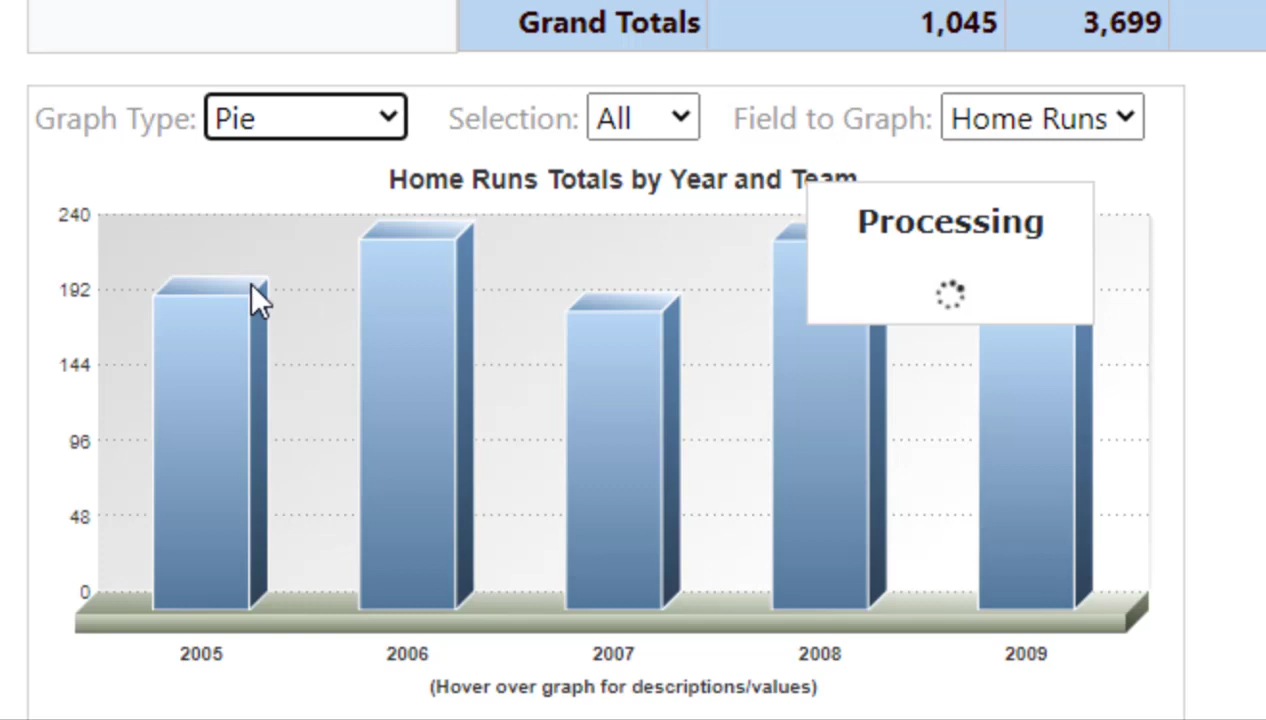 Grand Totals 1,045 3,699
Graph Type: Pie Selection: All Field to Graph: Home Runs
Home Runs Totals by Year and Team
Processing
240
192
144
96
48
0
2005 2006 2007 2008 2009
(Hover over graph for descriptions/values)